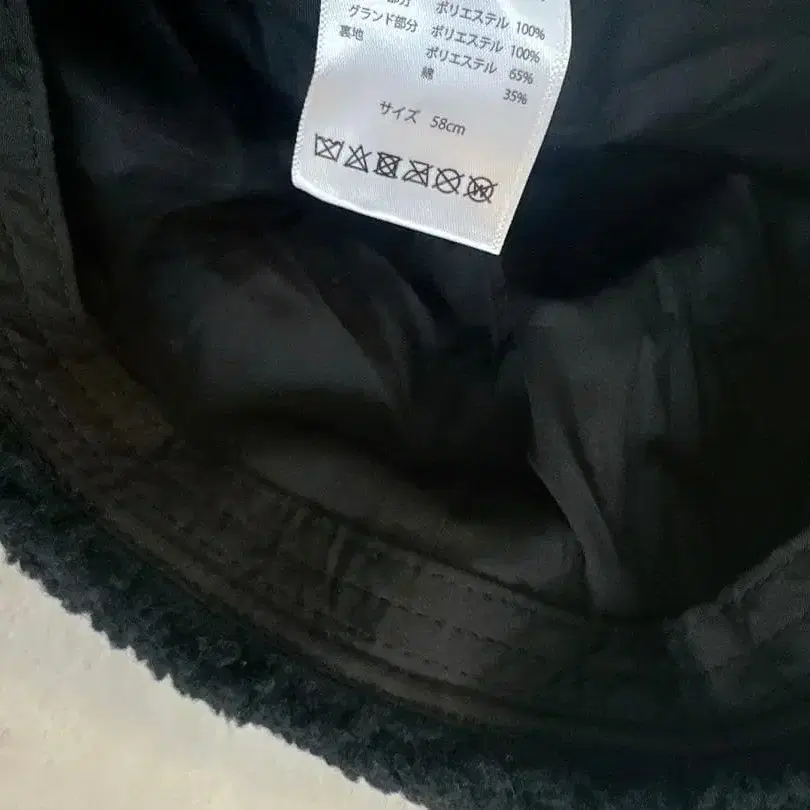 部分 ポリエステル 100%
グランド部分 ポリエステル 100%
裏地 ポリエステル 65%
綿 35%
サイズ 58cm